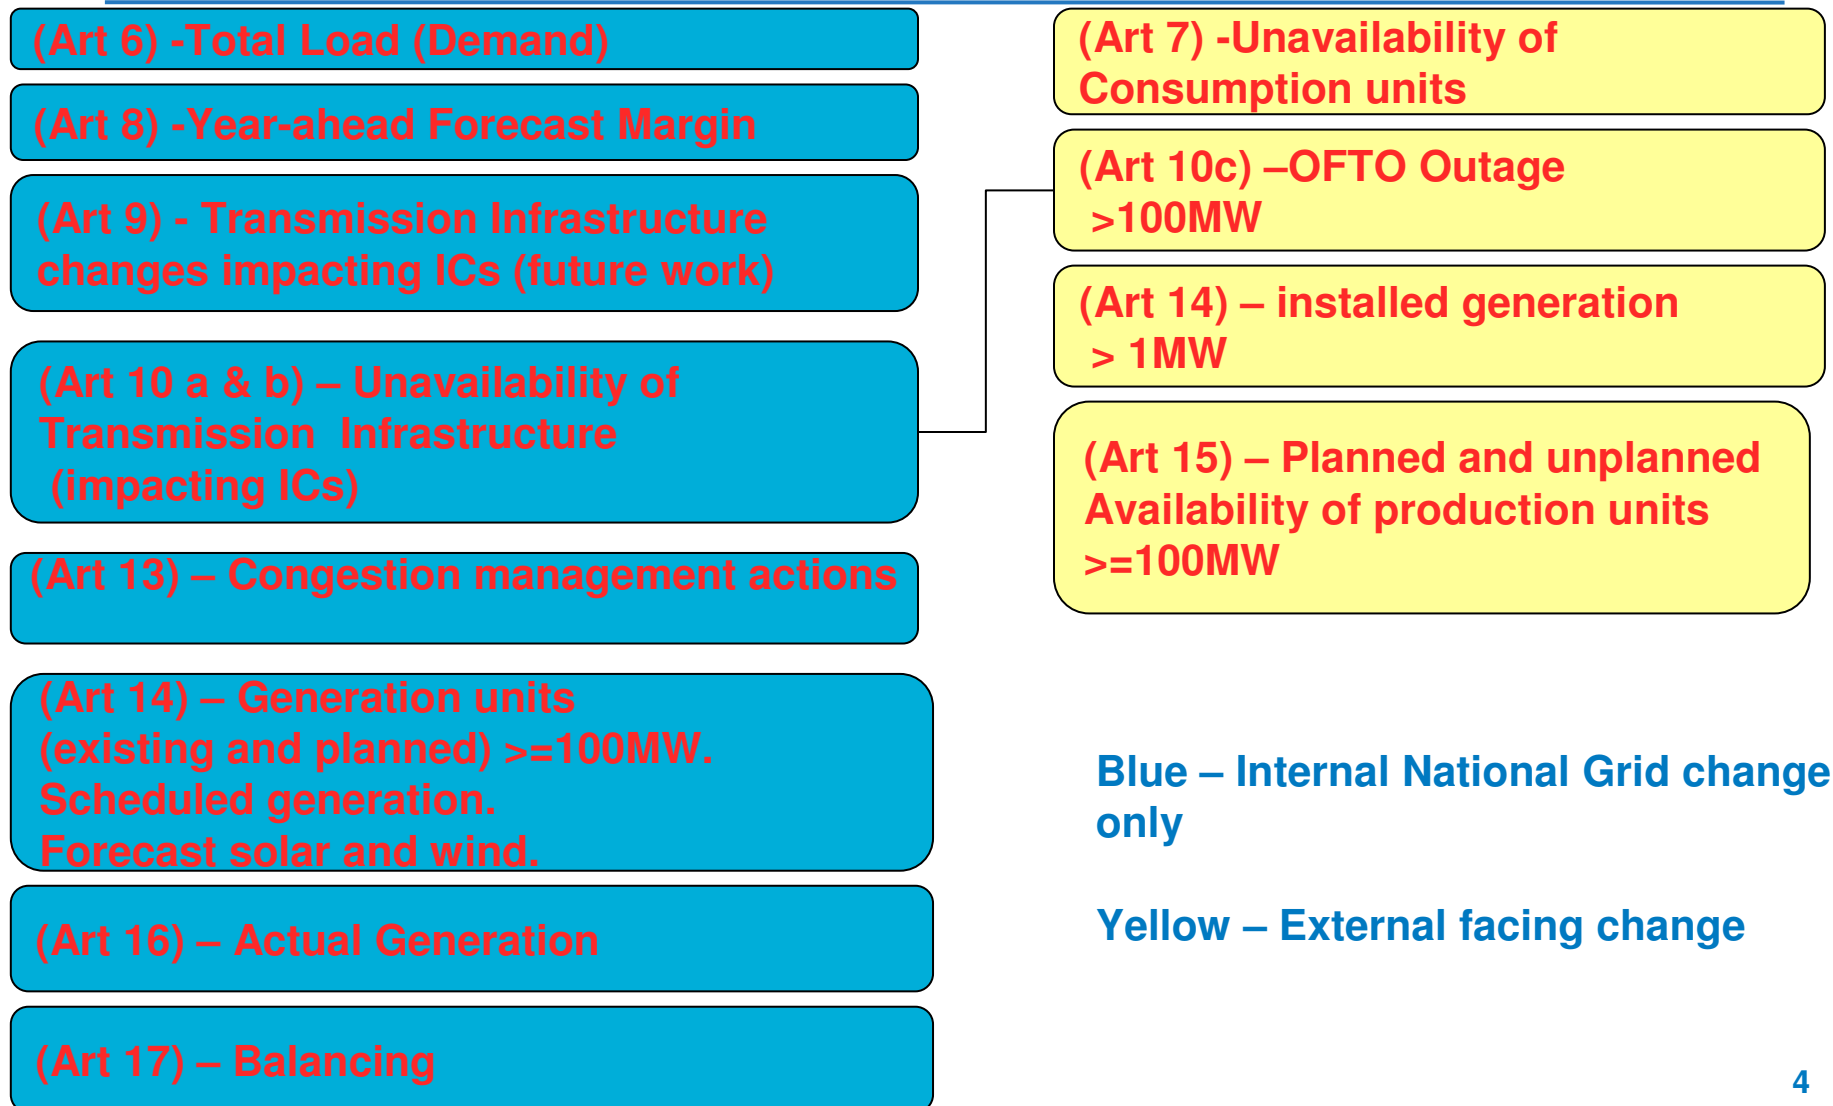 (Art 6) -Total Load (Demand)
(Art 8) -Year-ahead Forecast Margin
(Art 9) - Transmission Infrastructure
changes impacting ICs (future work)
(Art 10 a & b) – Unavailability of
Transmission  Infrastructure
(impacting ICs)
(Art 13) – Congestion management actions
(Art 14) – Generation units
(existing and planned) >=100MW.
Scheduled generation.
Forecast solar and wind.
(Art 16) – Actual Generation
(Art 17) – Balancing
(Art 7) -Unavailability of
Consumption units
(Art 10c) –OFTO Outage
>100MW
(Art 14) – installed generation
> 1MW
(Art 15) – Planned and unplanned
Availability of production units
>=100MW
Blue – Internal National Grid change
only
Yellow – External facing change
4